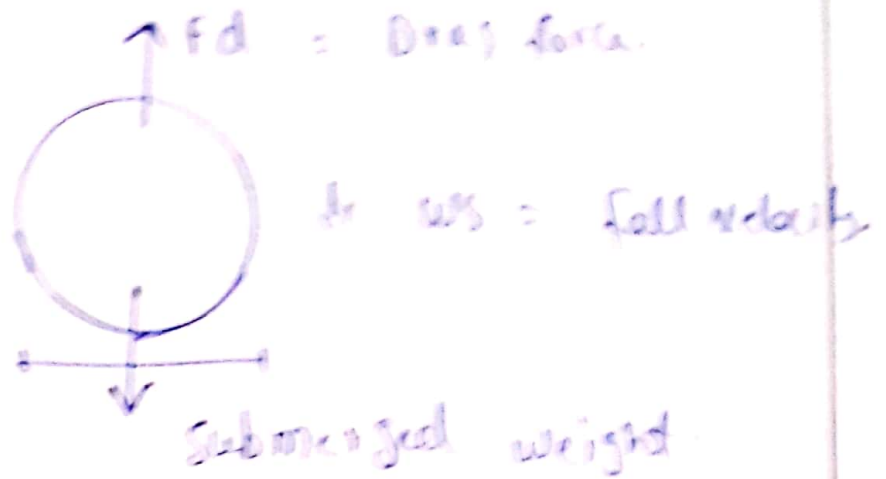 Fd = Drag force.
ws = fall velocity
Submerged weight